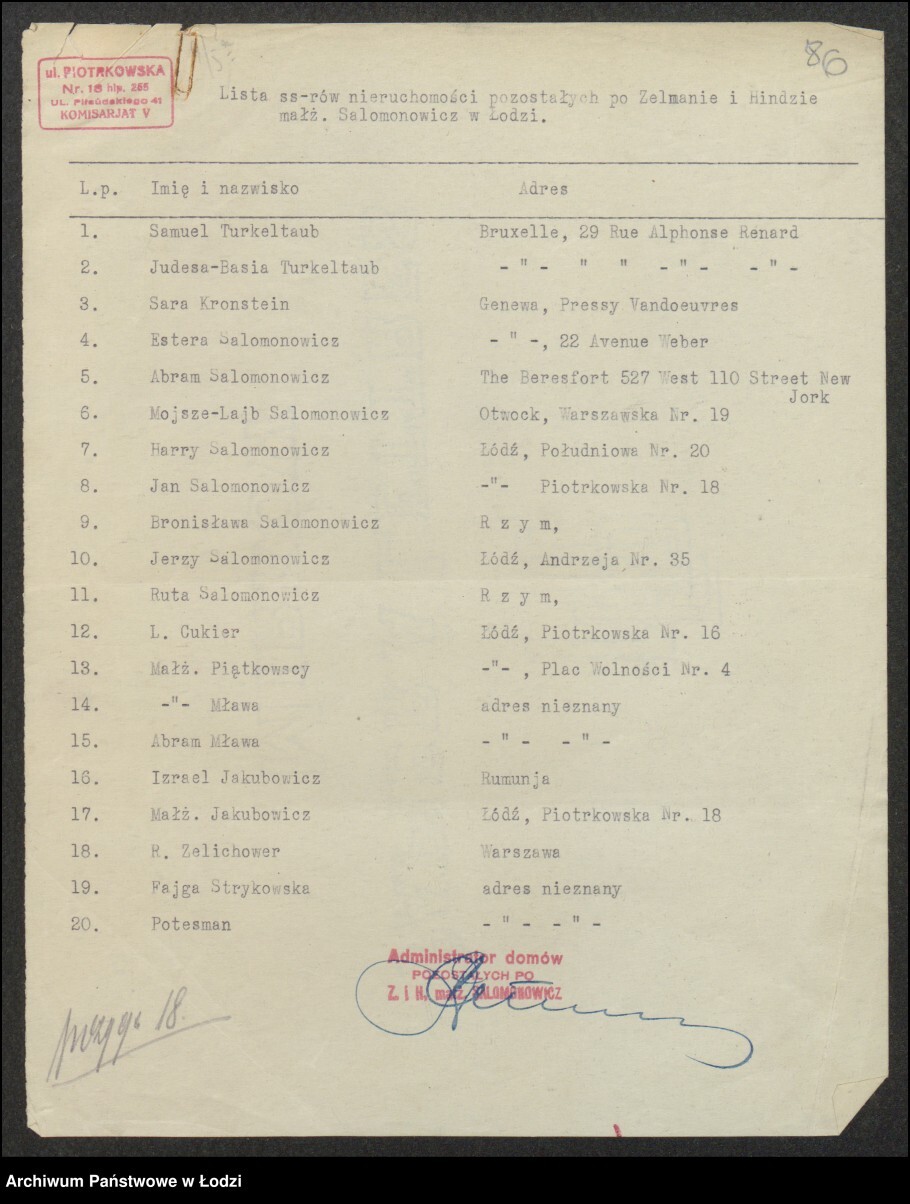 86
ul. PIOTRKOWSKA
Nr. 18 hip. 265
UL. Piłsudskiego 41
KOMISARJAT V
Lista ss-rów nieruchomości pozostałych po Zelmanie i Hindzie
małż. Salomonowicz w Łodzi.
L.p. Imię i nazwisko Adres
1. Samuel Turkeltaub Bruxelle, 29 Rue Alphonse Renard
2. Judesa-Basia Turkeltaub - " - " " - " - - " -
3. Sara Kronstein Genewa, Pressy Vandoeuvres
4. Estera Salomonowicz - " -, 22 Avenue Weber
5. Abram Salomonowicz The Beresfort 527 West 110 Street New
Jork
6. Mojsze-Lajb Salomonowicz Otwock, Warszawska Nr. 19
7. Harry Salomonowicz Łódź, Południowa Nr. 20
8. Jan Salomonowicz -"- Piotrkowska Nr. 18
9. Bronisława Salomonowicz R z y m,
10. Jerzy Salomonowicz Łódź, Andrzeja Nr. 35
11. Ruta Salomonowicz R z y m,
12. L. Cukier Łódź, Piotrkowska Nr. 16
13. Małż. Piątkowscy -"- , Plac Wolności Nr. 4
14. -"- Mława adres nieznany
15. Abram Mława - " - - " -
16. Izrael Jakubowicz Rumunja
17. Małż. Jakubowicz Łódź, Piotrkowska Nr. 18
18. R. Zelichower Warszawa
19. Fajga Strykowska adres nieznany
20. Potesman - " - - " -
Administrator domów
POZOSTAŁYCH PO
Z. i H. małż. SALOMONOWICZ
18.
Archiwum Państwowe w Łodzi